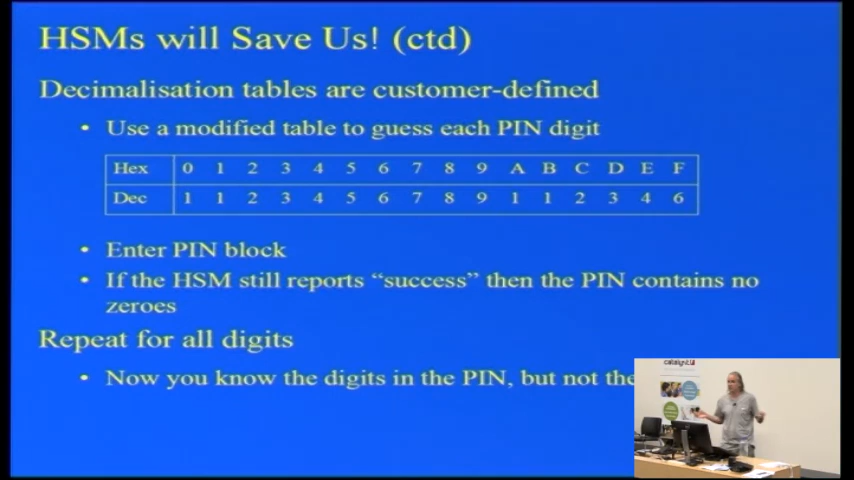 HSMs will Save Us! (ctd)
Decimalisation tables are customer-defined
• Use a modified table to guess each PIN digit
Hex 0 1 2 3 4 5 6 7 8 9 A B C D E F
Dec 1 1 2 3 4 5 6 7 8 9 1 1 2 3 4 6
• Enter PIN block
• If the HSM still reports “success” then the PIN contains no
zeroes
Repeat for all digits
• Now you know the digits in the PIN, but not the
catalyst